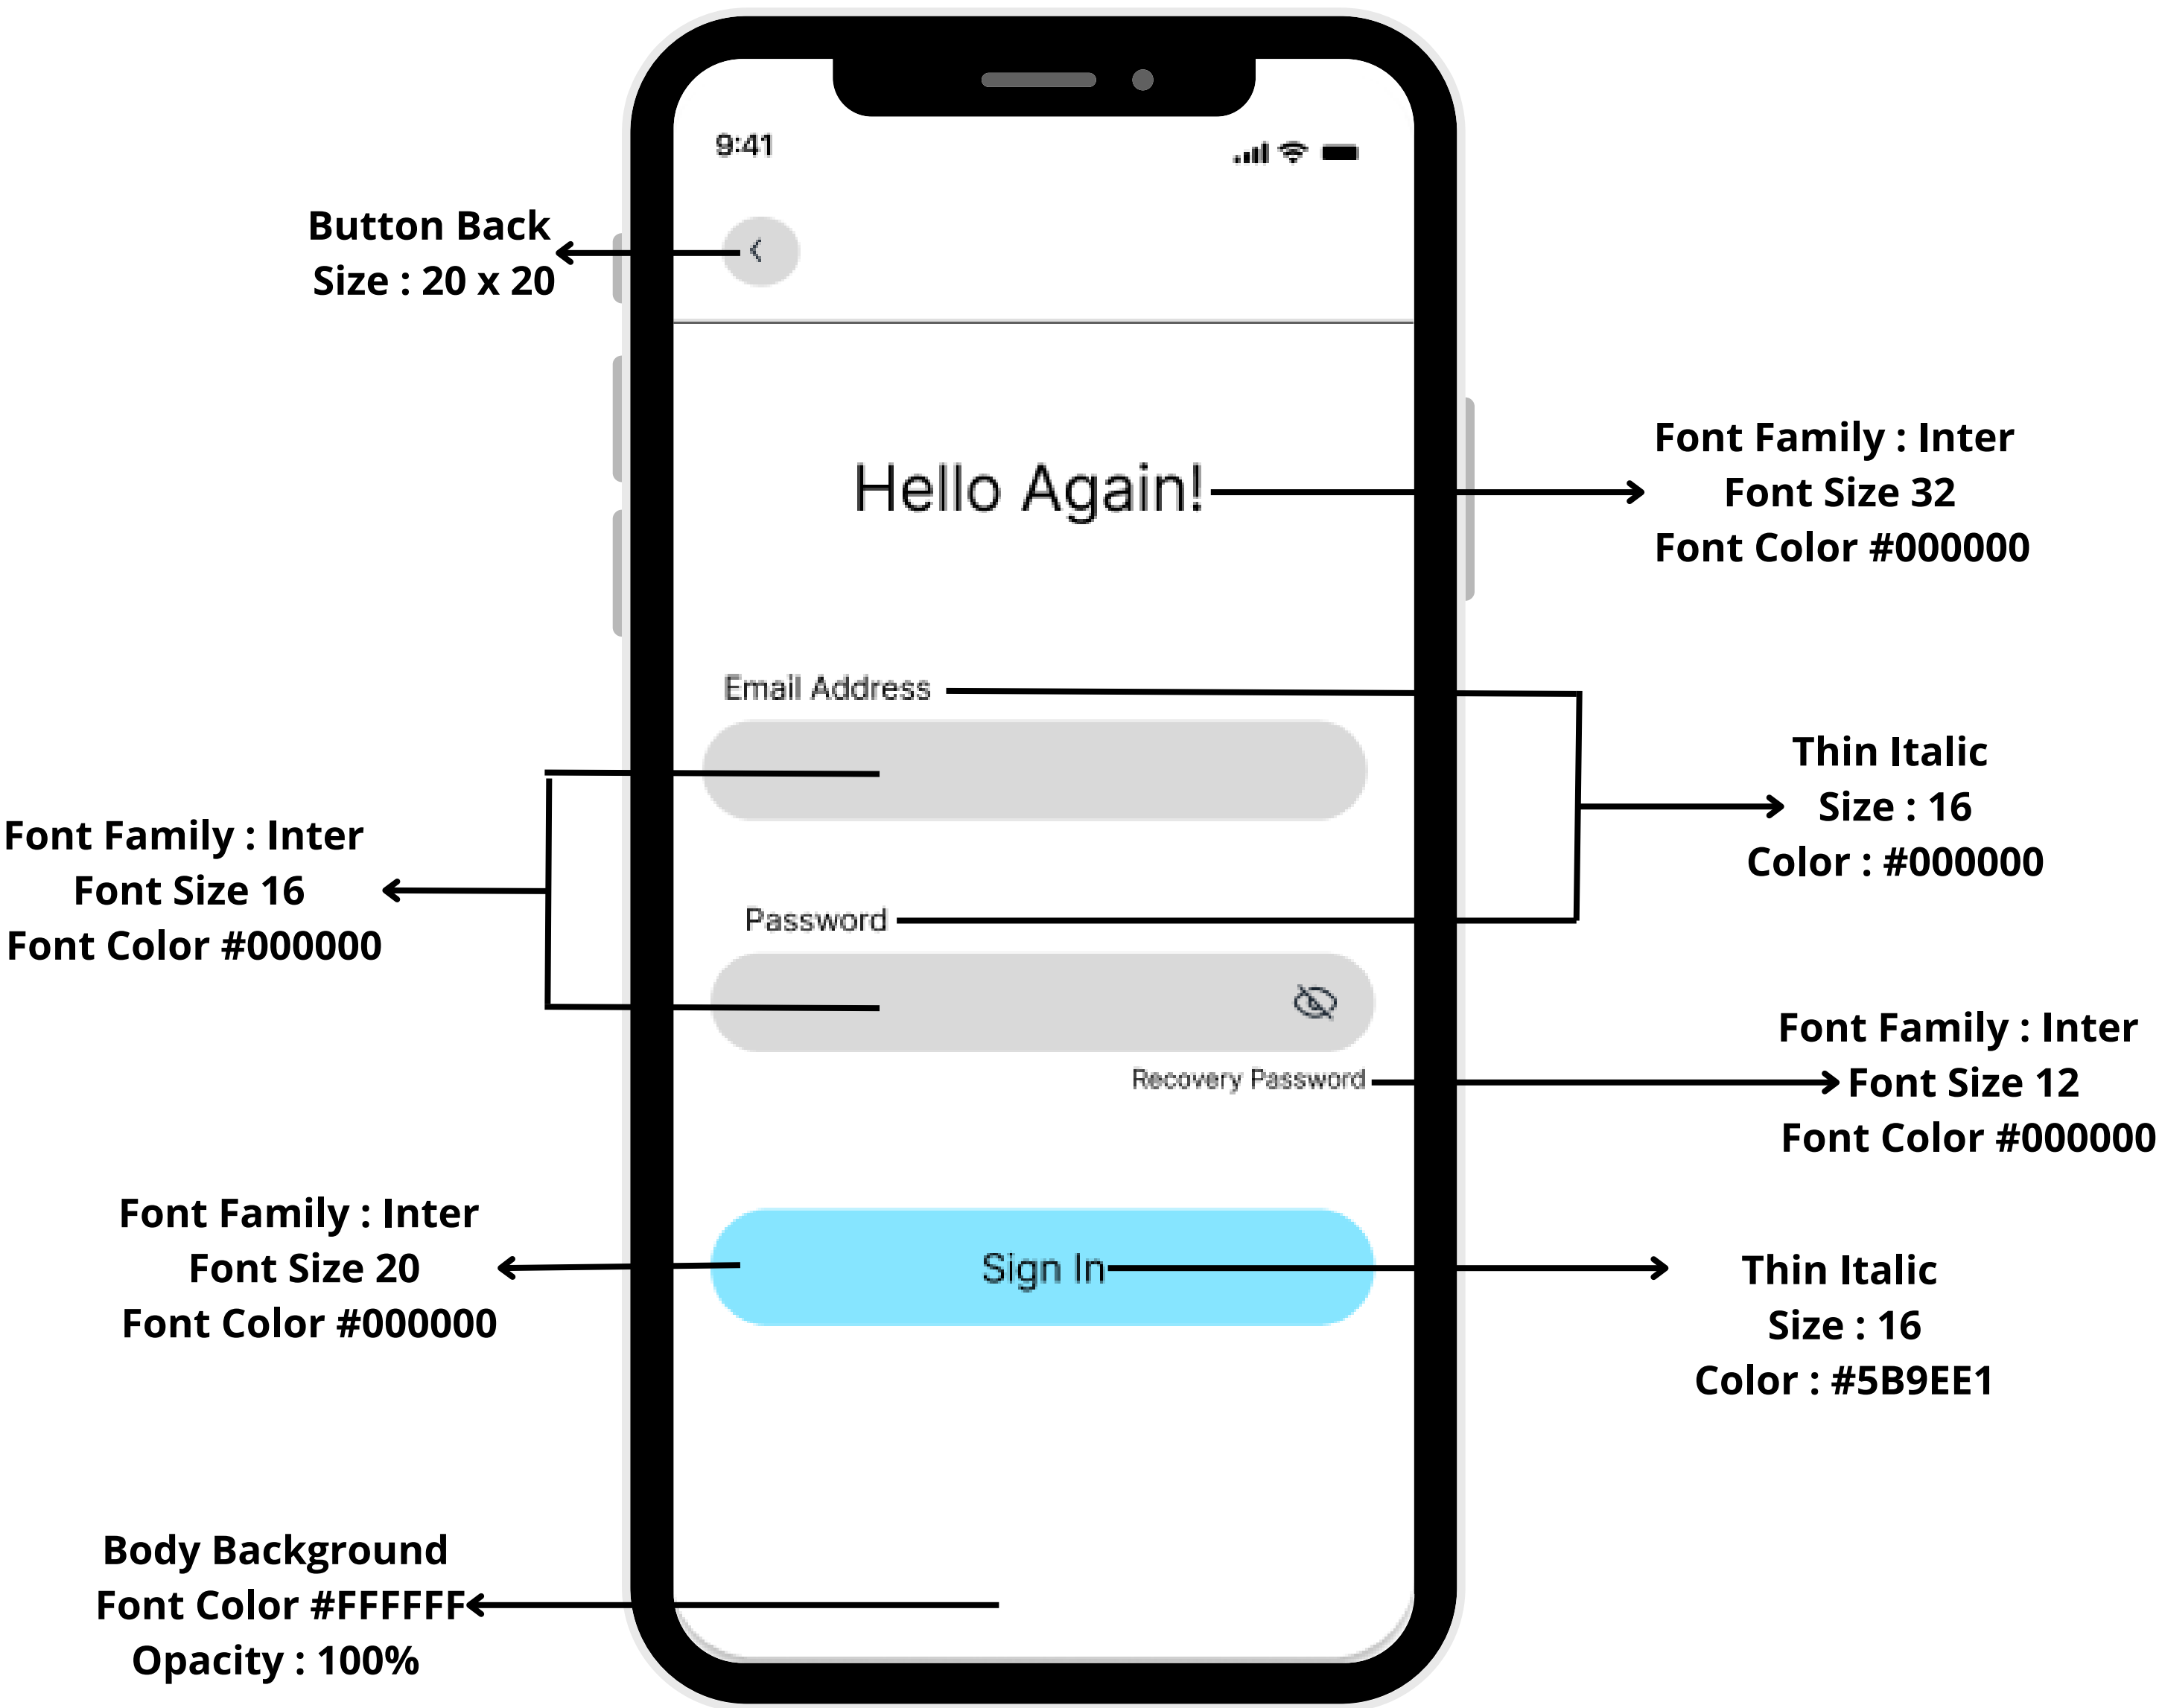 9:41
Button Back
Size : 20 x 20
Hello Again!
Font Family : Inter
Font Size 32
Font Color #000000
Email Address
Thin Italic
Size : 16
Color : #000000
Font Family : Inter
Font Size 16
Font Color #000000
Password
Recovery Password
Font Family : Inter
Font Size 12
Font Color #000000
Font Family : Inter
Font Size 20
Font Color #000000
Sign In
Thin Italic
Size : 16
Color : #5B9EE1
Body Background
Font Color #FFFFFF
Opacity : 100%